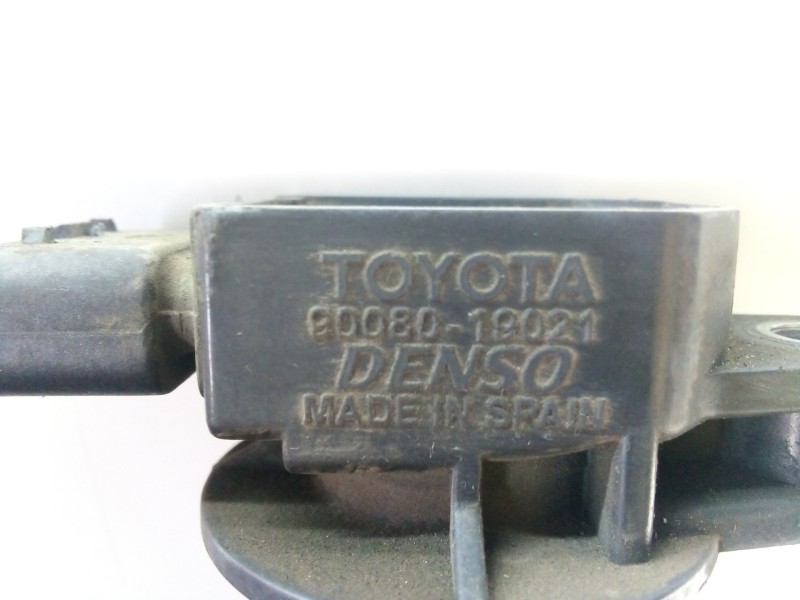 TOYOTA
90080-19021
DENSO
MADE IN SPAIN